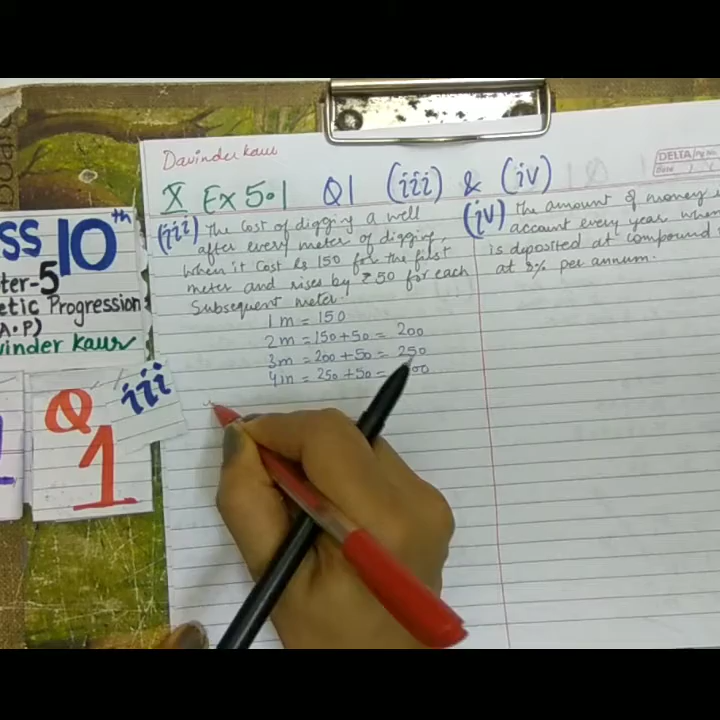 Davinder kaur
DELTA
X Ex 5.1 Q1 (iii) & (iv)
(iii) The Cost of digging a well
after every meter of digging,
when it Cost Rs 150 for the first
meter and rises by ₹50 for each
Subsequent meter.
1 m = 150
2m = 150+50 = 200
3m = 200+50 = 250
4m = 250+50 = 00
(iv) The amount of money
account every year when
is deposited at compound
at 8% per annum.
SS 10th
ter-5
etic Progression
(A.P)
vinder kaur
Q 1
iii